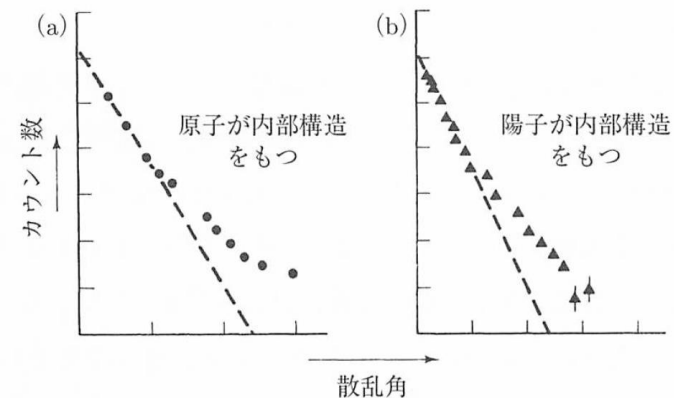 (a)
原子が内部構造
をもつ
(b)
陽子が内部構造
をもつ
カウント数
散乱角